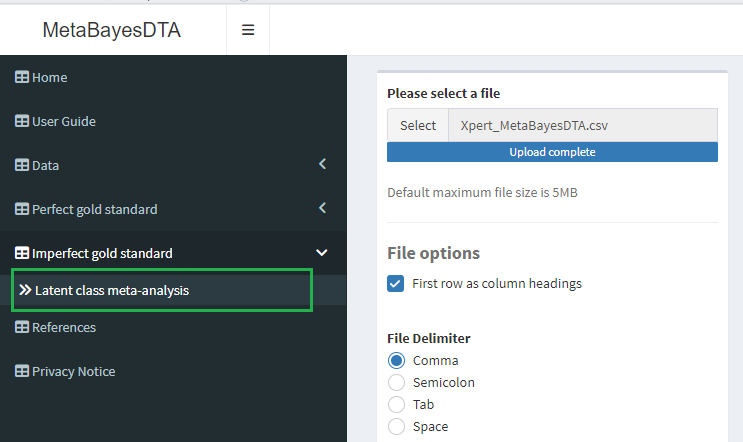 MetaBayesDTA
Home
User Guide
Data
Perfect gold standard
Imperfect gold standard
Latent class meta-analysis
References
Privacy Notice
Please select a file
Select Xpert_MetaBayesDTA.csv
Upload complete
Default maximum file size is 5MB
File options
First row as column headings
File Delimiter
Comma
Semicolon
Tab
Space